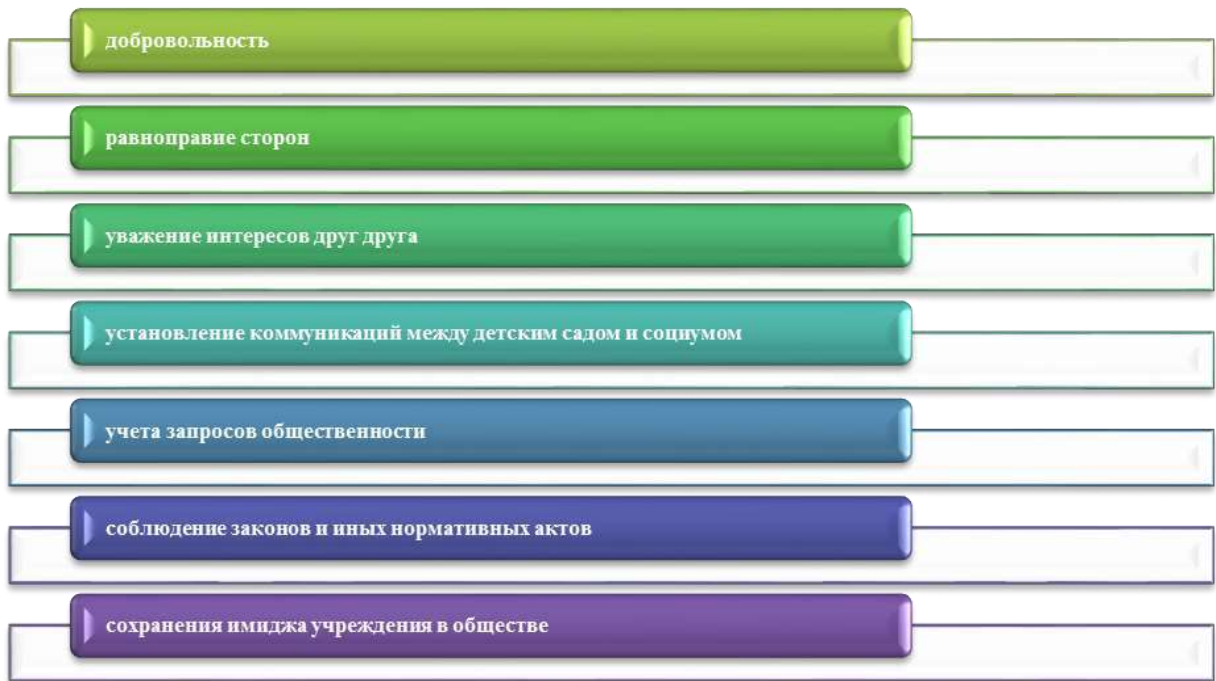 добровольность
равноправие сторон
уважение интересов друг друга
установление коммуникаций между детским садом и социумом
учета запросов общественности
соблюдение законов и иных нормативных актов
сохранения имиджа учреждения в обществе